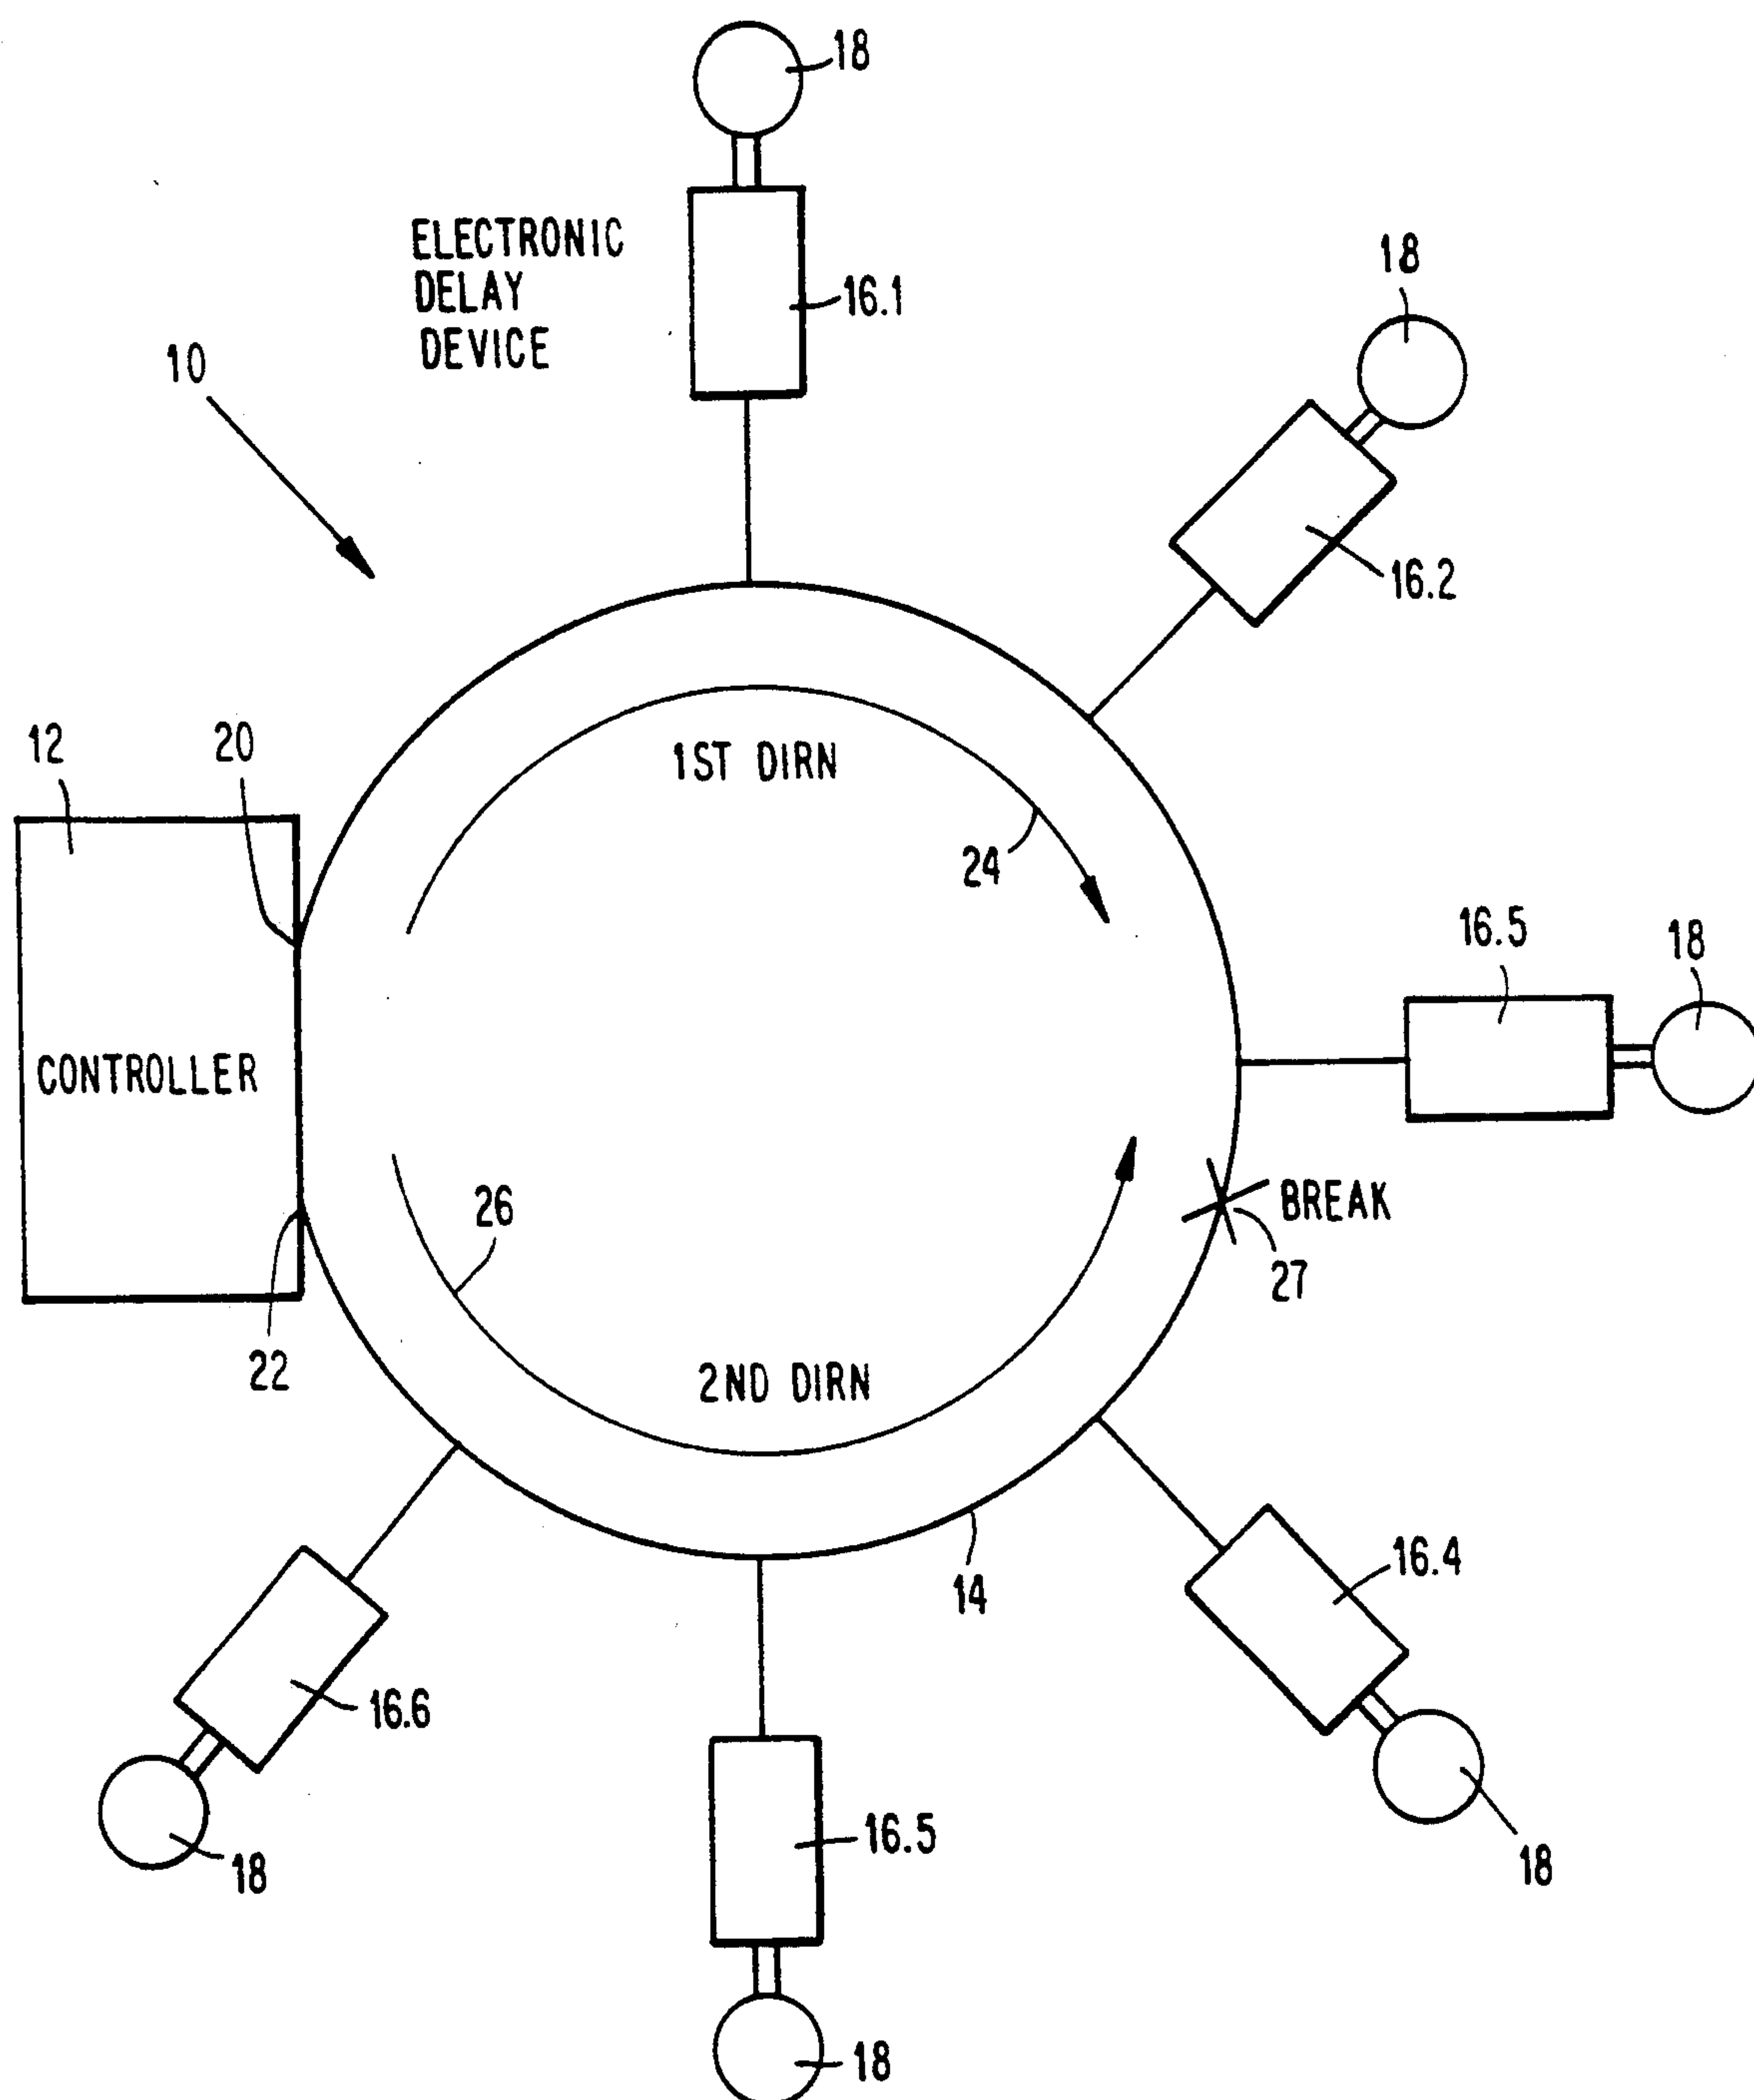 18
ELECTRONIC
DELAY
DEVICE
16.1
18
10
16.2
12
20
1ST DIRN
24
16.5
18
CONTROLLER
26
BREAK
27
22
2ND DIRN
14
16.4
16.6
16.5
18
18
18